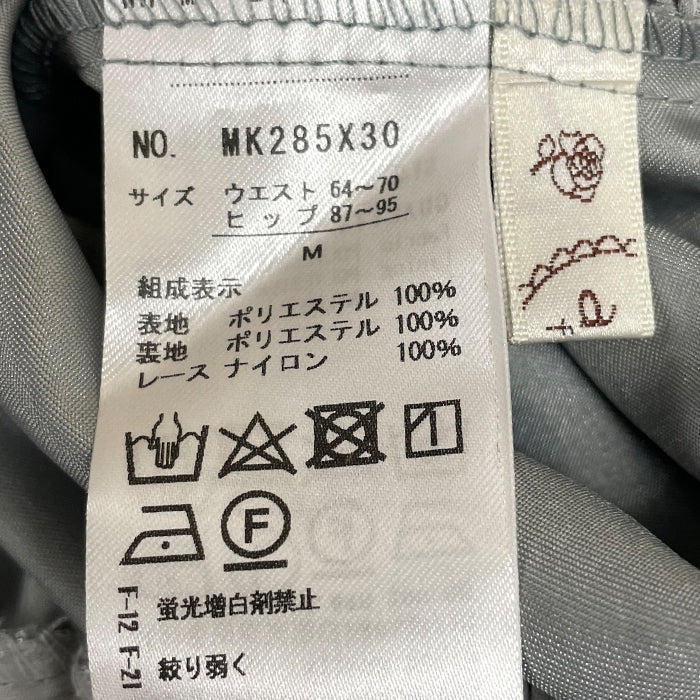 NO. MK285X30
サイズ ウエスト 64～70
ヒップ 87～95
M
組成表示
表地 ポリエステル 100%
裏地 ポリエステル 100%
レース ナイロン 100%
F
F-12 F-21
蛍光増白剤禁止
絞り弱く